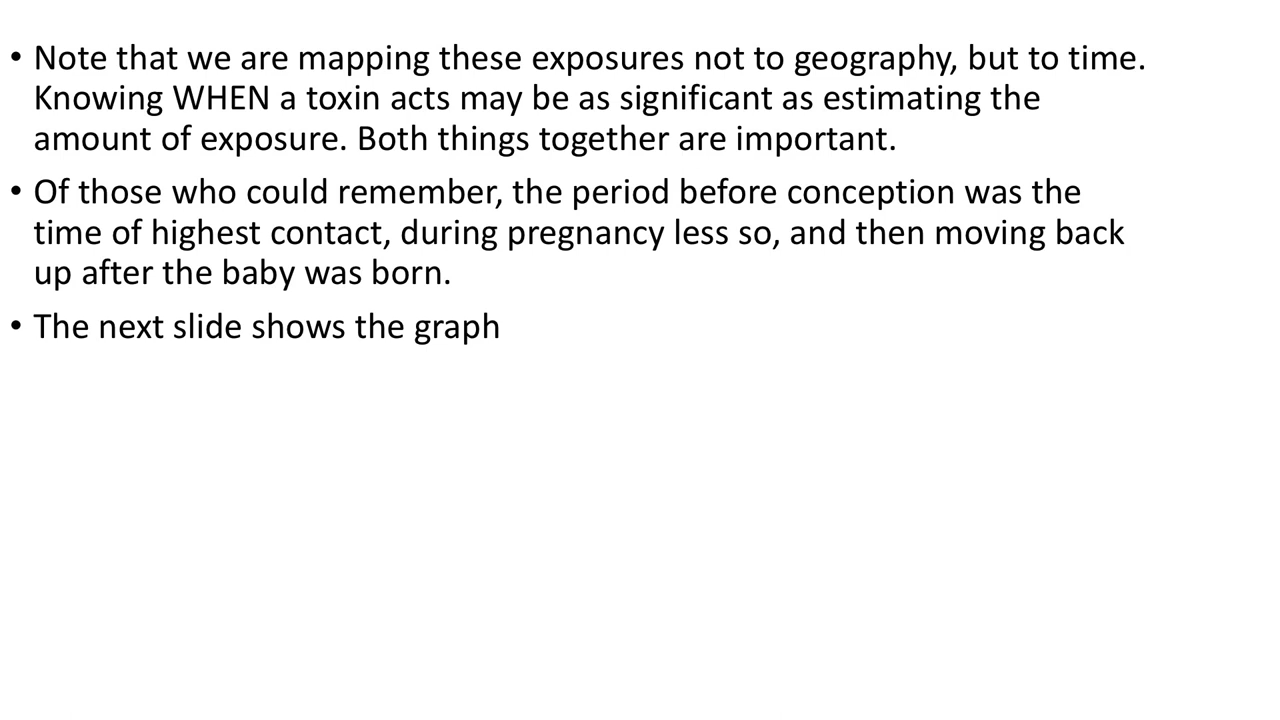 • Note that we are mapping these exposures not to geography, but to time.
Knowing WHEN a toxin acts may be as significant as estimating the
amount of exposure. Both things together are important.
• Of those who could remember, the period before conception was the
time of highest contact, during pregnancy less so, and then moving back
up after the baby was born.
• The next slide shows the graph